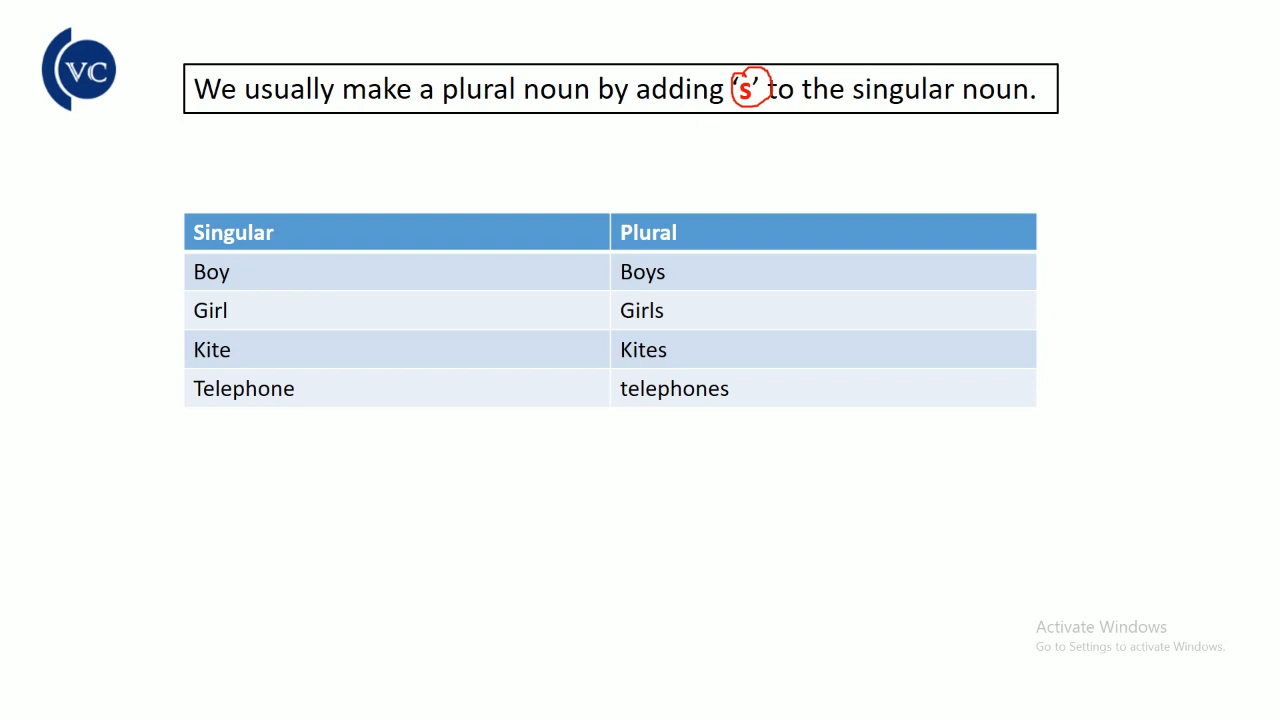 VC
We usually make a plural noun by adding ‘s’ to the singular noun.
Singular Plural
Boy Boys
Girl Girls
Kite Kites
Telephone telephones
Activate Windows
Go to Settings to activate Windows.